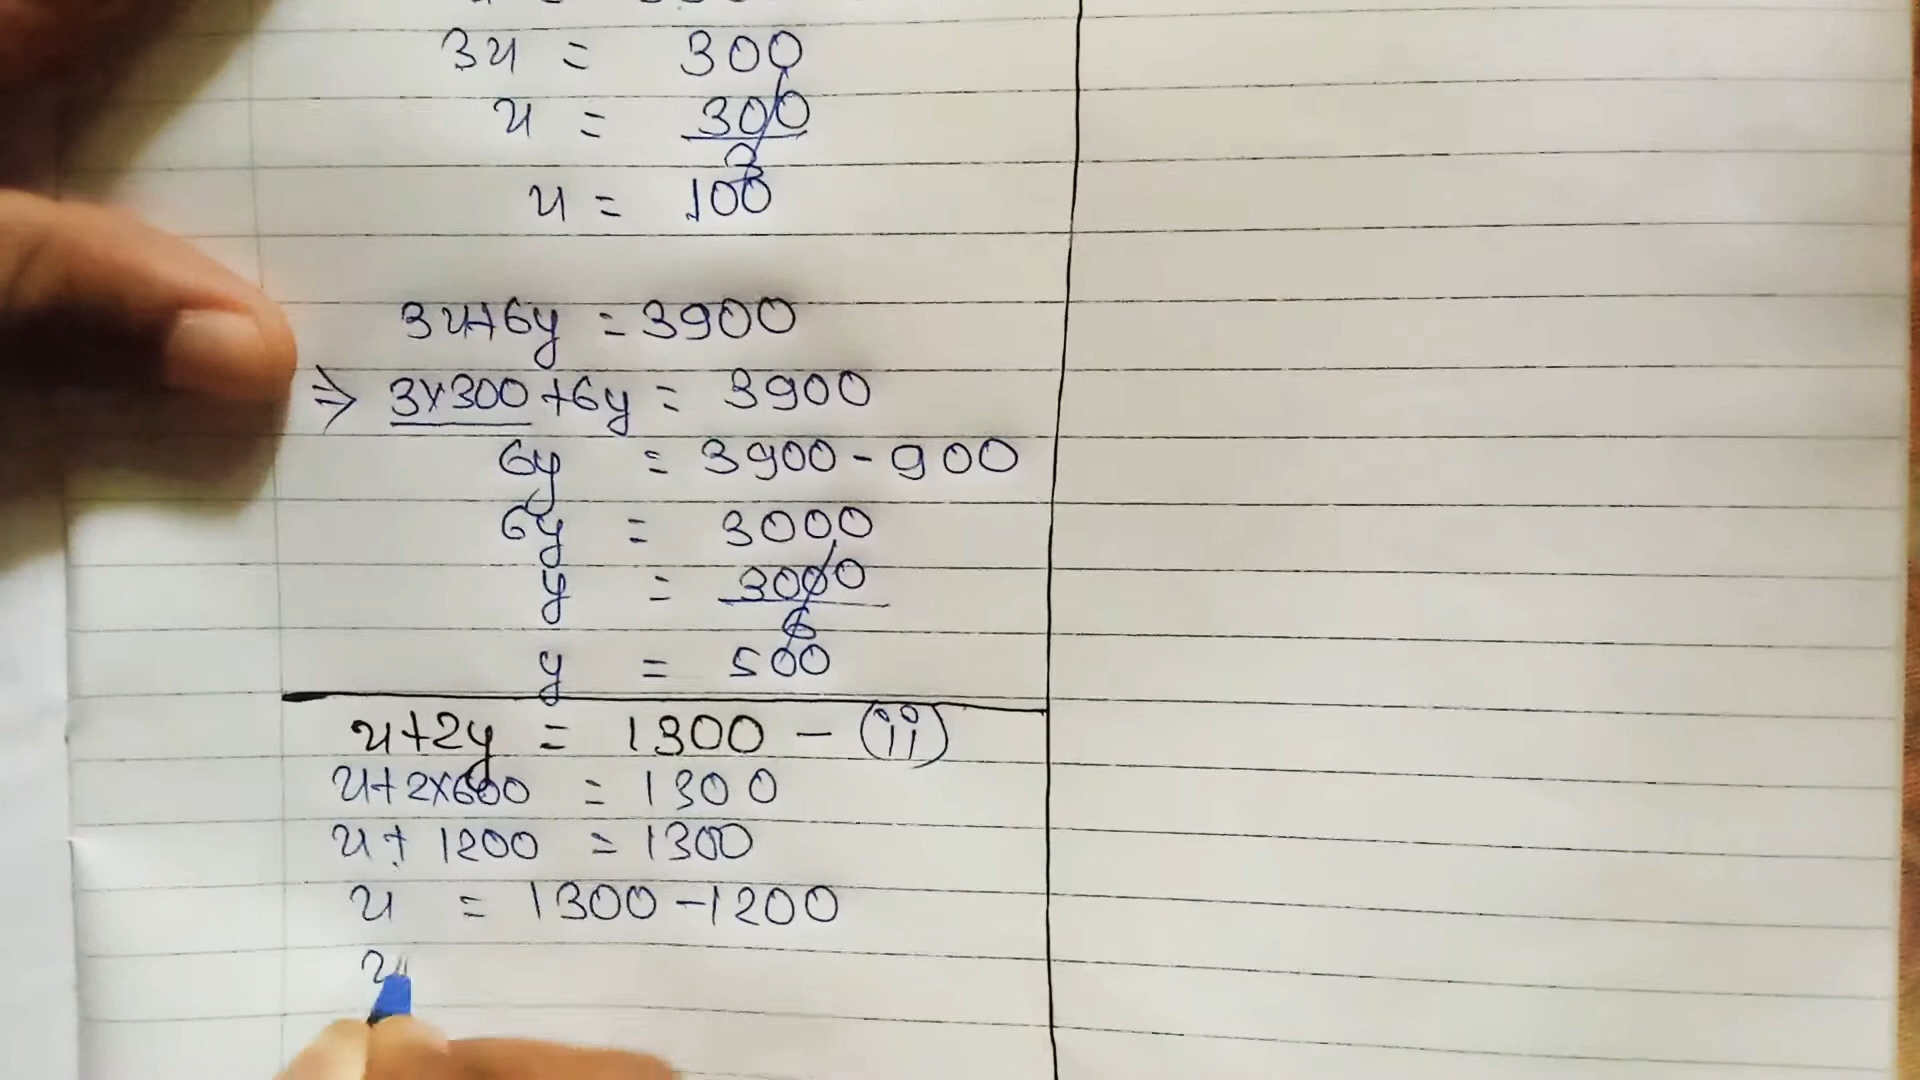 3x = 300
x = 300/3
x = 100
3x+6y = 3900
⇒ 3×300 +6y = 3900
6y = 3900 - 900
6y = 3000
y = 3000/6
y = 500
x+2y = 1300 - (ii)
x+2×600 = 1300
x+ 1200 = 1300
x = 1300-1200
x